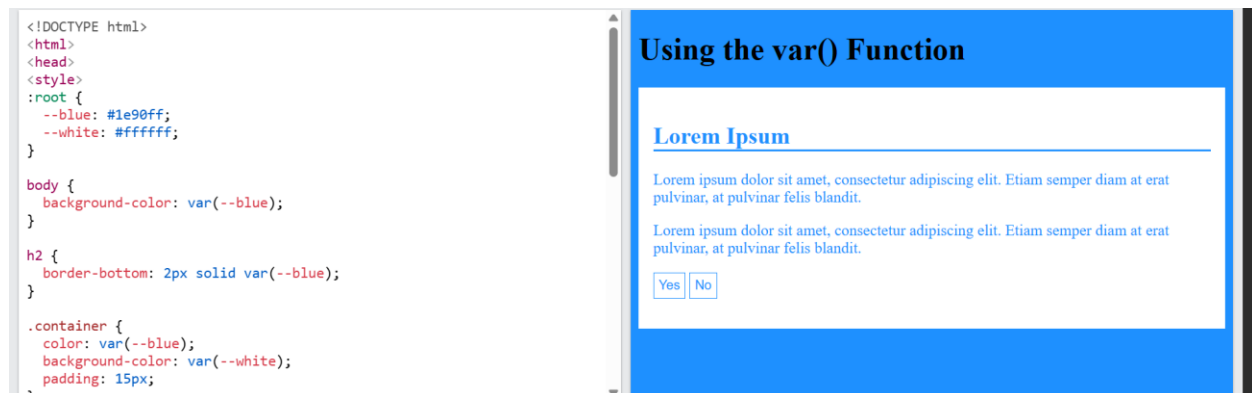 <!DOCTYPE html>
<html>
<head>
<style>
:root {
  --blue: #1e90ff;
  --white: #ffffff;
}

body {
  background-color: var(--blue);
}

h2 {
  border-bottom: 2px solid var(--blue);
}

.container {
  color: var(--blue);
  background-color: var(--white);
  padding: 15px;
Using the var() Function
Lorem Ipsum
Lorem ipsum dolor sit amet, consectetur adipiscing elit. Etiam semper diam at erat
pulvinar, at pulvinar felis blandit.
Lorem ipsum dolor sit amet, consectetur adipiscing elit. Etiam semper diam at erat
pulvinar, at pulvinar felis blandit.
Yes No